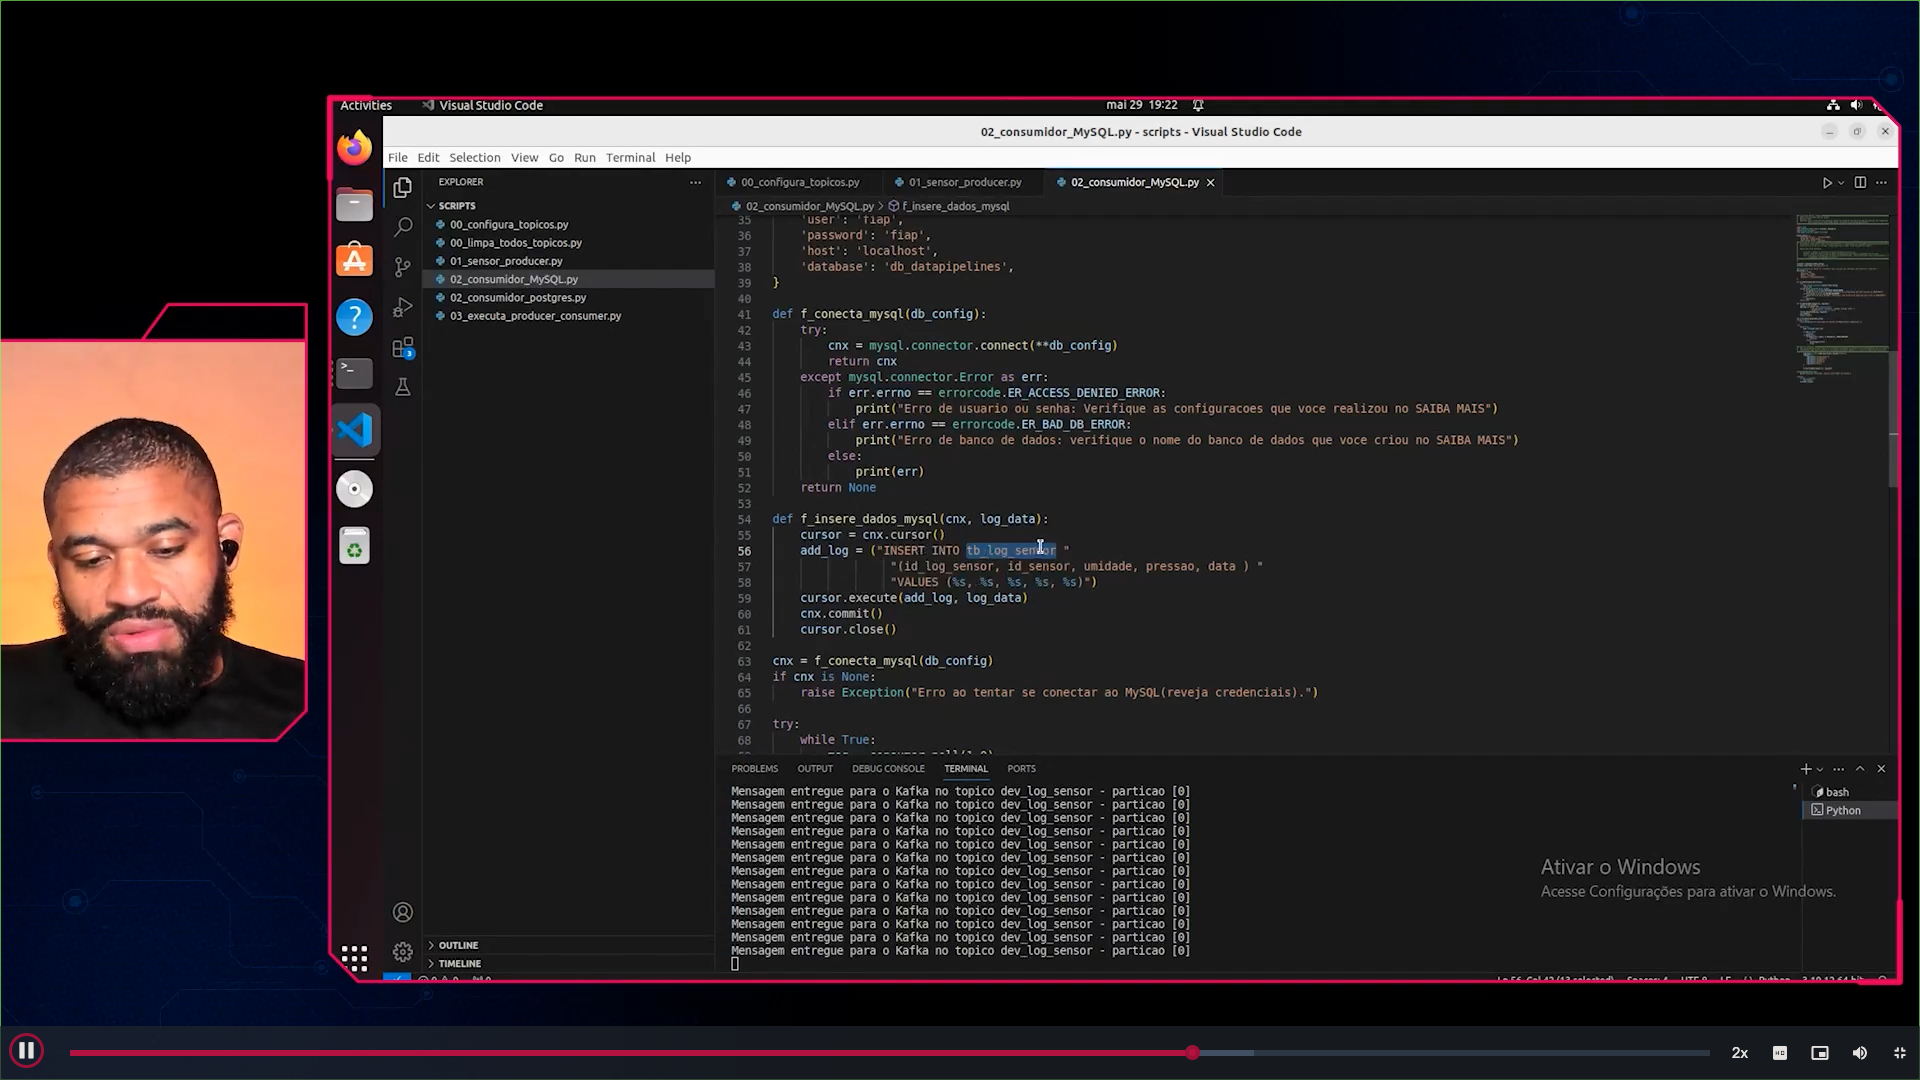 Activities
Visual Studio Code
mai 29 19:22
02_consumidor_MySQL.py - scripts - Visual Studio Code
File Edit Selection View Go Run Terminal Help
EXPLORER
SCRIPTS
00_configura_topicos.py
00_limpa_todos_topicos.py
01_sensor_producer.py
02_consumidor_MySQL.py
02_consumidor_postgres.py
03_executa_producer_consumer.py
OUTLINE
TIMELINE
00_configura_topicos.py
01_sensor_producer.py
02_consumidor_MySQL.py
02_consumidor_MySQL.py > f_insere_dados_mysql
35 'user': 'fiap',
36 'password': 'fiap',
37 'host': 'localhost',
38 'database': 'db_datapipelines',
39 }
40
41 def f_conecta_mysql(db_config):
42 try:
43 cnx = mysql.connector.connect(**db_config)
44 return cnx
45 except mysql.connector.Error as err:
46 if err.errno == errorcode.ER_ACCESS_DENIED_ERROR:
47 print("Erro de usuario ou senha: Verifique as configuracoes que voce realizou no SAIBA MAIS")
48 elif err.errno == errorcode.ER_BAD_DB_ERROR:
49 print("Erro de banco de dados: verifique o nome do banco de dados que voce criou no SAIBA MAIS")
50 else:
51 print(err)
52 return None
53
54 def f_insere_dados_mysql(cnx, log_data):
55 cursor = cnx.cursor()
56 add_log = ("INSERT INTO tb_log_sensor "
57 "(id_log_sensor, id_sensor, umidade, pressao, data ) "
58 "VALUES (%s, %s, %s, %s, %s)")
59 cursor.execute(add_log, log_data)
60 cnx.commit()
61 cursor.close()
62
63 cnx = f_conecta_mysql(db_config)
64 if cnx is None:
65 raise Exception("Erro ao tentar se conectar ao MySQL(reveja credenciais).")
66
67 try:
68 while True:
PROBLEMS OUTPUT DEBUG CONSOLE TERMINAL PORTS
Mensagem entregue para o Kafka no topico dev_log_sensor - particao [0]
Mensagem entregue para o Kafka no topico dev_log_sensor - particao [0]
Mensagem entregue para o Kafka no topico dev_log_sensor - particao [0]
Mensagem entregue para o Kafka no topico dev_log_sensor - particao [0]
Mensagem entregue para o Kafka no topico dev_log_sensor - particao [0]
Mensagem entregue para o Kafka no topico dev_log_sensor - particao [0]
Mensagem entregue para o Kafka no topico dev_log_sensor - particao [0]
Mensagem entregue para o Kafka no topico dev_log_sensor - particao [0]
Mensagem entregue para o Kafka no topico dev_log_sensor - particao [0]
Mensagem entregue para o Kafka no topico dev_log_sensor - particao [0]
Mensagem entregue para o Kafka no topico dev_log_sensor - particao [0]
Mensagem entregue para o Kafka no topico dev_log_sensor - particao [0]
Mensagem entregue para o Kafka no topico dev_log_sensor - particao [0]
bash
Python
Ativar o Windows
Acesse Configurações para ativar o Windows.
2x